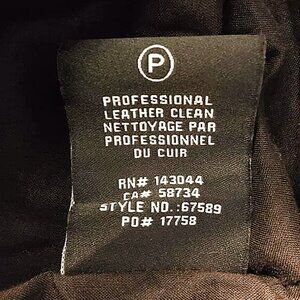 P
PROFESSIONAL
LEATHER CLEAN
NETTOYAGE PAR
PROFESSIONNEL
DU CUIR
RN# 143044
CA# 58734
STYLE NO.:67589
PO# 17758